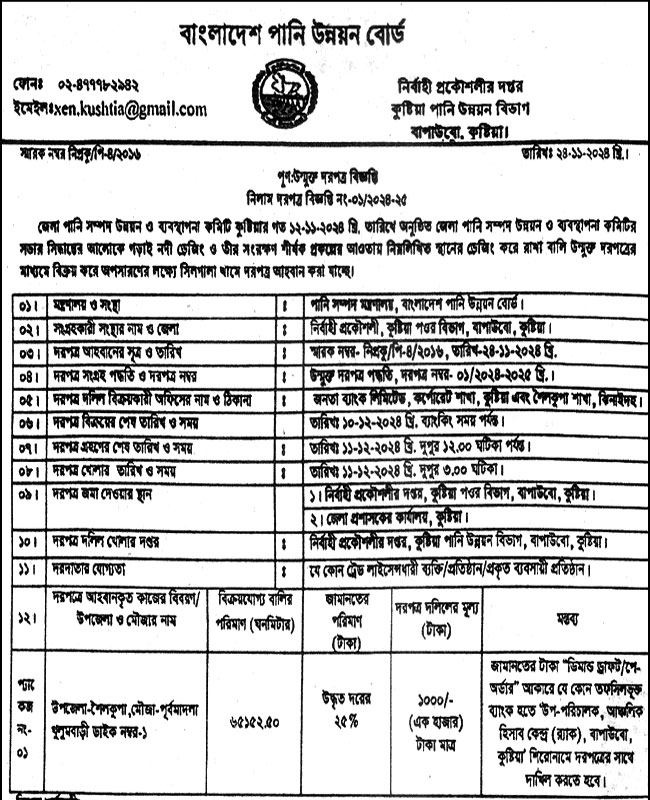 বাংলাদেশ পানি উন্নয়ন বোর্ড
ফোনঃ ০২-৪৭৭৭৮২৯৪২
ইমেইলঃxen.kushtia@gmail.com
নির্বাহী প্রকৌশলীর দপ্তর
কুষ্টিয়া পানি উন্নয়ন বিভাগ
বাপাউবো, কুষ্টিয়া।
স্মারক নম্বর নিপ্রকু/পি-৪/২০১৬ তারিখঃ ২৪-১১-২০২৪ খ্রি.।
পূণ:উন্মুক্ত দরপত্র বিজ্ঞপ্তি
নিলাম দরপত্র বিজ্ঞপ্তি নং-০১/২০২৪-২৫
জেলা পানি সম্পদ উন্নয়ন ও ব্যবস্থাপনা কমিটি কুষ্টিয়ার গত ১২-১১-২০২৪ খ্রি. তারিখে অনুষ্ঠিত জেলা পানি সম্পদ উন্নয়ন ও ব্যবস্থাপনা কমিটির
সভার সিদ্ধান্তের আলোকে গড়াই নদী ড্রেজিং ও তীর সংরক্ষণ শীর্ষক প্রকল্পের আওতায় নিম্নলিখিত স্থানের ড্রেজিং করে রাখা বালি উন্মুক্ত দরপত্রের
মাধ্যমে বিক্রয় করে অপসারণের লক্ষ্যে সিলগালা খামে দরপত্র আহবান করা যাচ্ছে।
০১। মন্ত্রণালয় ও সংস্থা : পানি সম্পদ মন্ত্রণালয়, বাংলাদেশ পানি উন্নয়ন বোর্ড।
০২। সংগ্রহকারী সংস্থার নাম ও জেলা : নির্বাহী প্রকৌশলী, কুষ্টিয়া পওর বিভাগ, বাপাউবো, কুষ্টিয়া।
০৩। দরপত্র আহবানের সূত্র ও তারিখ : স্মারক নম্বর- নিপ্রকু/পি-৪/২০১৬, তারিখ-২৪-১১-২০২৪ খ্রি.
০৪। দরপত্র সংগ্রহ পদ্ধতি ও দরপত্র নম্বর : উন্মুক্ত দরপত্র পদ্ধতি, দরপত্র নম্বর- ০১/২০২৪-২০২৫ খ্রি.।
০৫। দরপত্র দলিল বিক্রয়কারী অফিসের নাম ও ঠিকানা : জনতা ব্যাংক লিমিটেড, কর্পোরেট শাখা, কুষ্টিয়া এবং শৈলকূপা শাখা, ঝিনাইদহ।
০৬। দরপত্র বিক্রয়ের শেষ তারিখ ও সময় : তারিখঃ ১০-১২-২০২৪ খ্রি. ব্যাংকিং সময় পর্যন্ত।
০৭। দরপত্র গ্রহণের শেষ তারিখ ও সময় : তারিখঃ ১১-১২-২০২৪ খ্রি. দুপুর ১২.০০ ঘটিকা পর্যন্ত।
০৮। দরপত্র খোলার তারিখ ও সময় : তারিখঃ ১১-১২-২০২৪ খ্রি. দুপুর ৩.০০ ঘটিকা।
০৯। দরপত্র জমা দেওয়ার স্থান : ১। নির্বাহী প্রকৌশলীর দপ্তর, কুষ্টিয়া পওর বিভাগ, বাপাউবো, কুষ্টিয়া।
২। জেলা প্রশাসকের কার্যালয়, কুষ্টিয়া।
১০। দরপত্র দলিল খোলার দপ্তর : নির্বাহী প্রকৌশলীর দপ্তর, কুষ্টিয়া পানি উন্নয়ন বিভাগ, বাপাউবো, কুষ্টিয়া।
১১। দরদাতার যোগ্যতা : যে কোন ট্রেড লাইসেন্সধারী ব্যক্তি/প্রতিষ্ঠান/প্রকৃত ব্যবসায়ী প্রতিষ্ঠান।
১২।
দরপত্রে আহবানকৃত কাজের বিবরণ/
উপজেলা ও মৌজার নাম
বিক্রয়যোগ্য বালির
পরিমাণ (ঘনমিটার)
জামানতের
পরিমাণ
(টাকা)
দরপত্র দলিলের মূল্য
(টাকা)
মন্তব্য
প্যা
কেজ
নং-
০১
উপজেলা-শৈলকুপা,মৌজা-পূর্বমাদলা
খুলুমবাড়ী ডাইক নম্বর-১
৬৫১৫২.৫০
উদ্ধৃত দরের
২৫%
১০০০/-
(এক হাজার)
টাকা মাত্র
জামানতের টাকা "ডিমান্ড ড্রাফট/পে-
অর্ডার" আকারে যে কোন তফসিলভূক্ত
ব্যাংক হতে 'উপ-পরিচালক, আঞ্চলিক
হিসাব কেন্দ্র (র‍্যাক), বাপাউবো,
কুষ্টিয়া' শিরোনামে দরপত্রের সাথে
দাখিল করতে হবে।